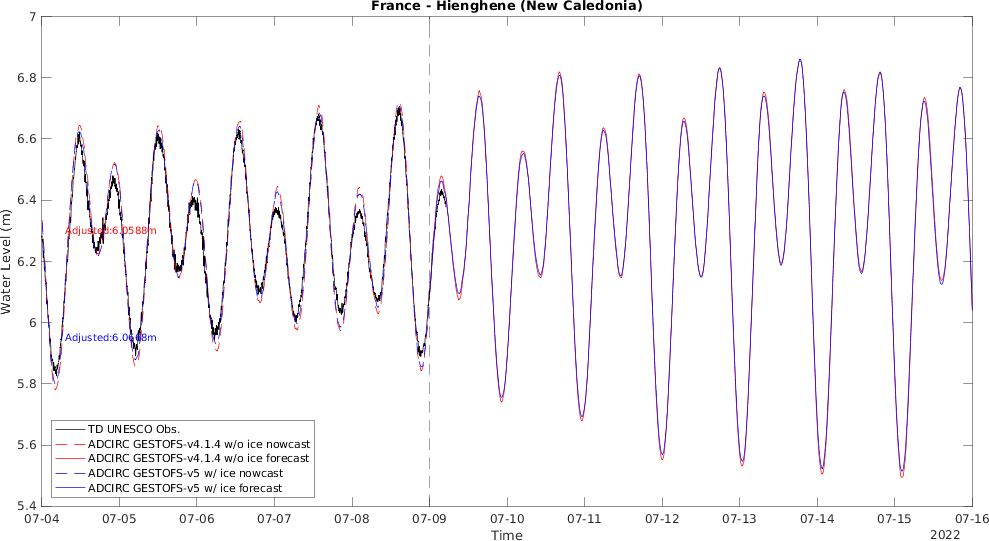 France - Hienghene (New Caledonia)
7
6.8
6.6
6.4
6.2
6
5.8
5.6
5.4
Water Level (m)
Adjusted:6.0588m
Adjusted:6.0668m
TD UNESCO Obs.
ADCIRC GESTOFS-v4.1.4 w/o ice nowcast
ADCIRC GESTOFS-v4.1.4 w/o ice forecast
ADCIRC GESTOFS-v5 w/ ice nowcast
ADCIRC GESTOFS-v5 w/ ice forecast
07-04 07-05 07-06 07-07 07-08 07-09 07-10 07-11 07-12 07-13 07-14 07-15 07-16
Time
2022